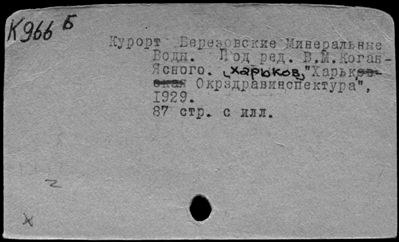 К966 Б
Курорт Березовские Минеральные
Воды. Под ред. В.М.Коган-
Ясного. Харьков, "Харьков-
ская Окрздравинспектура",
1929.
87 стр. с илл.